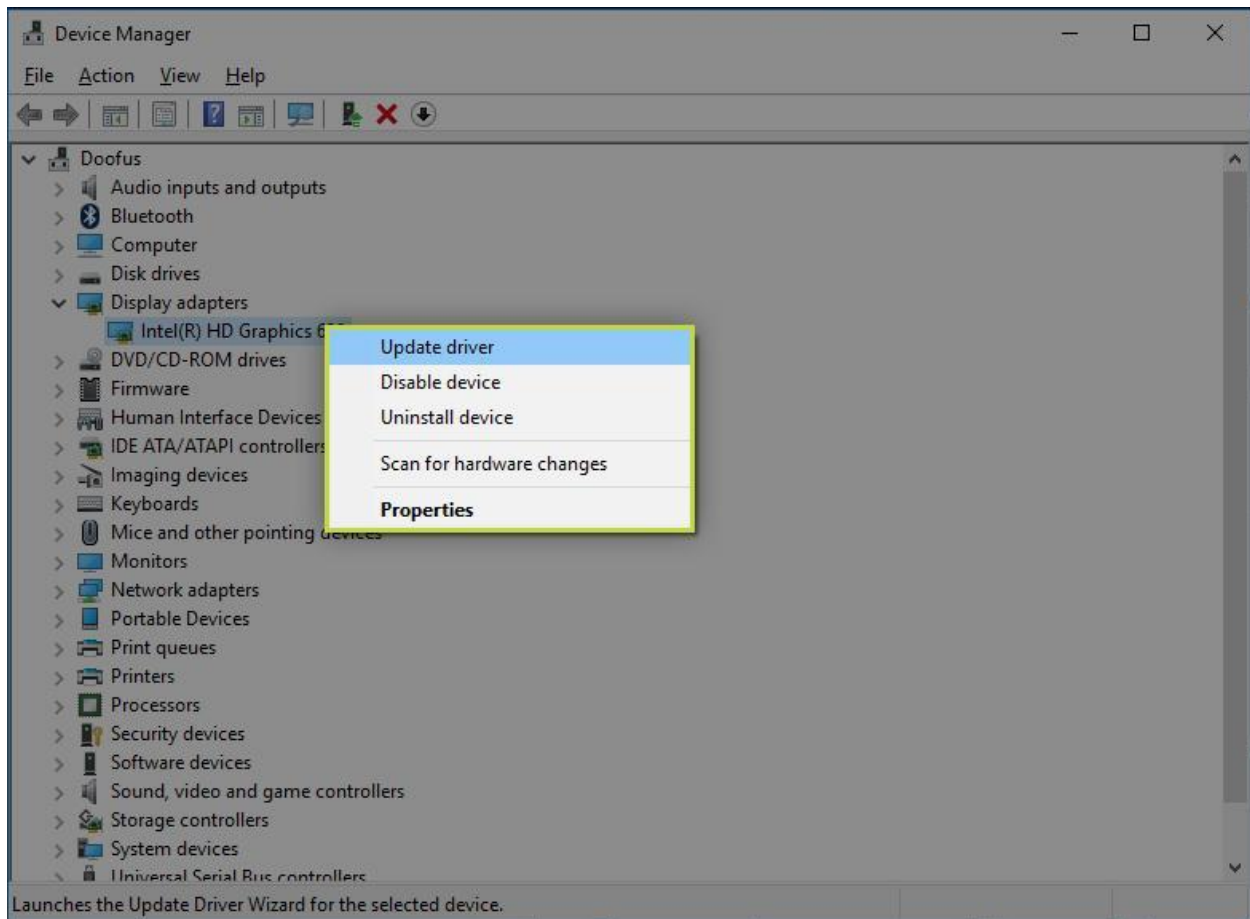 Device Manager
File Action View Help
Doofus
Audio inputs and outputs
Bluetooth
Computer
Disk drives
Display adapters
Intel(R) HD Graphics
DVD/CD-ROM drives
Firmware
Human Interface Devices
IDE ATA/ATAPI controllers
Imaging devices
Keyboards
Mice and other pointing devices
Monitors
Network adapters
Portable Devices
Print queues
Printers
Processors
Security devices
Software devices
Sound, video and game controllers
Storage controllers
System devices
Universal Serial Bus controllers
Update driver
Disable device
Uninstall device
Scan for hardware changes
Properties
Launches the Update Driver Wizard for the selected device.